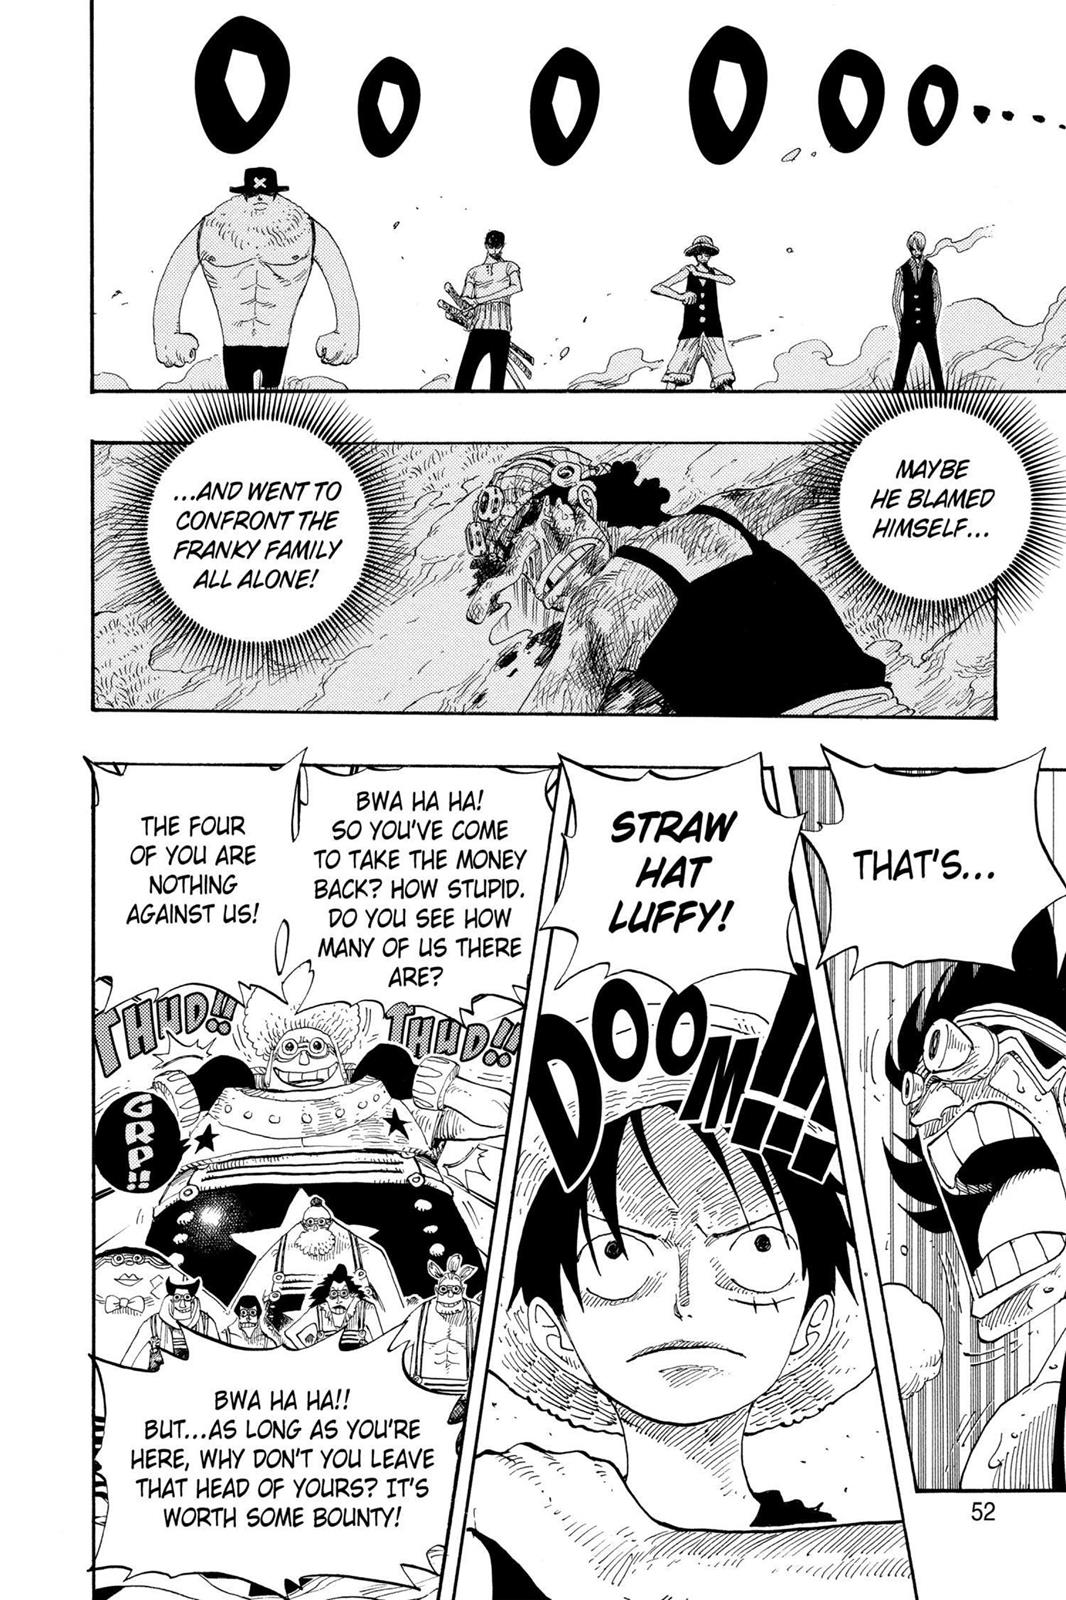 OOOOOO....
MAYBE
HE BLAMED
HIMSELF...
...AND WENT TO
CONFRONT THE
FRANKY FAMILY
ALL ALONE!
THAT'S...
STRAW
HAT
LUFFY!
DOOM!!!
BWA HA HA!
SO YOU'VE COME
TO TAKE THE MONEY
BACK? HOW STUPID.
DO YOU SEE HOW
MANY OF US THERE
ARE?
THE FOUR
OF YOU ARE
NOTHING
AGAINST US!
THUD!!
THUD!!
GRP!!
BWA HA HA!!
BUT...AS LONG AS YOU'RE
HERE, WHY DON'T YOU LEAVE
THAT HEAD OF YOURS? IT'S
WORTH SOME BOUNTY!
52